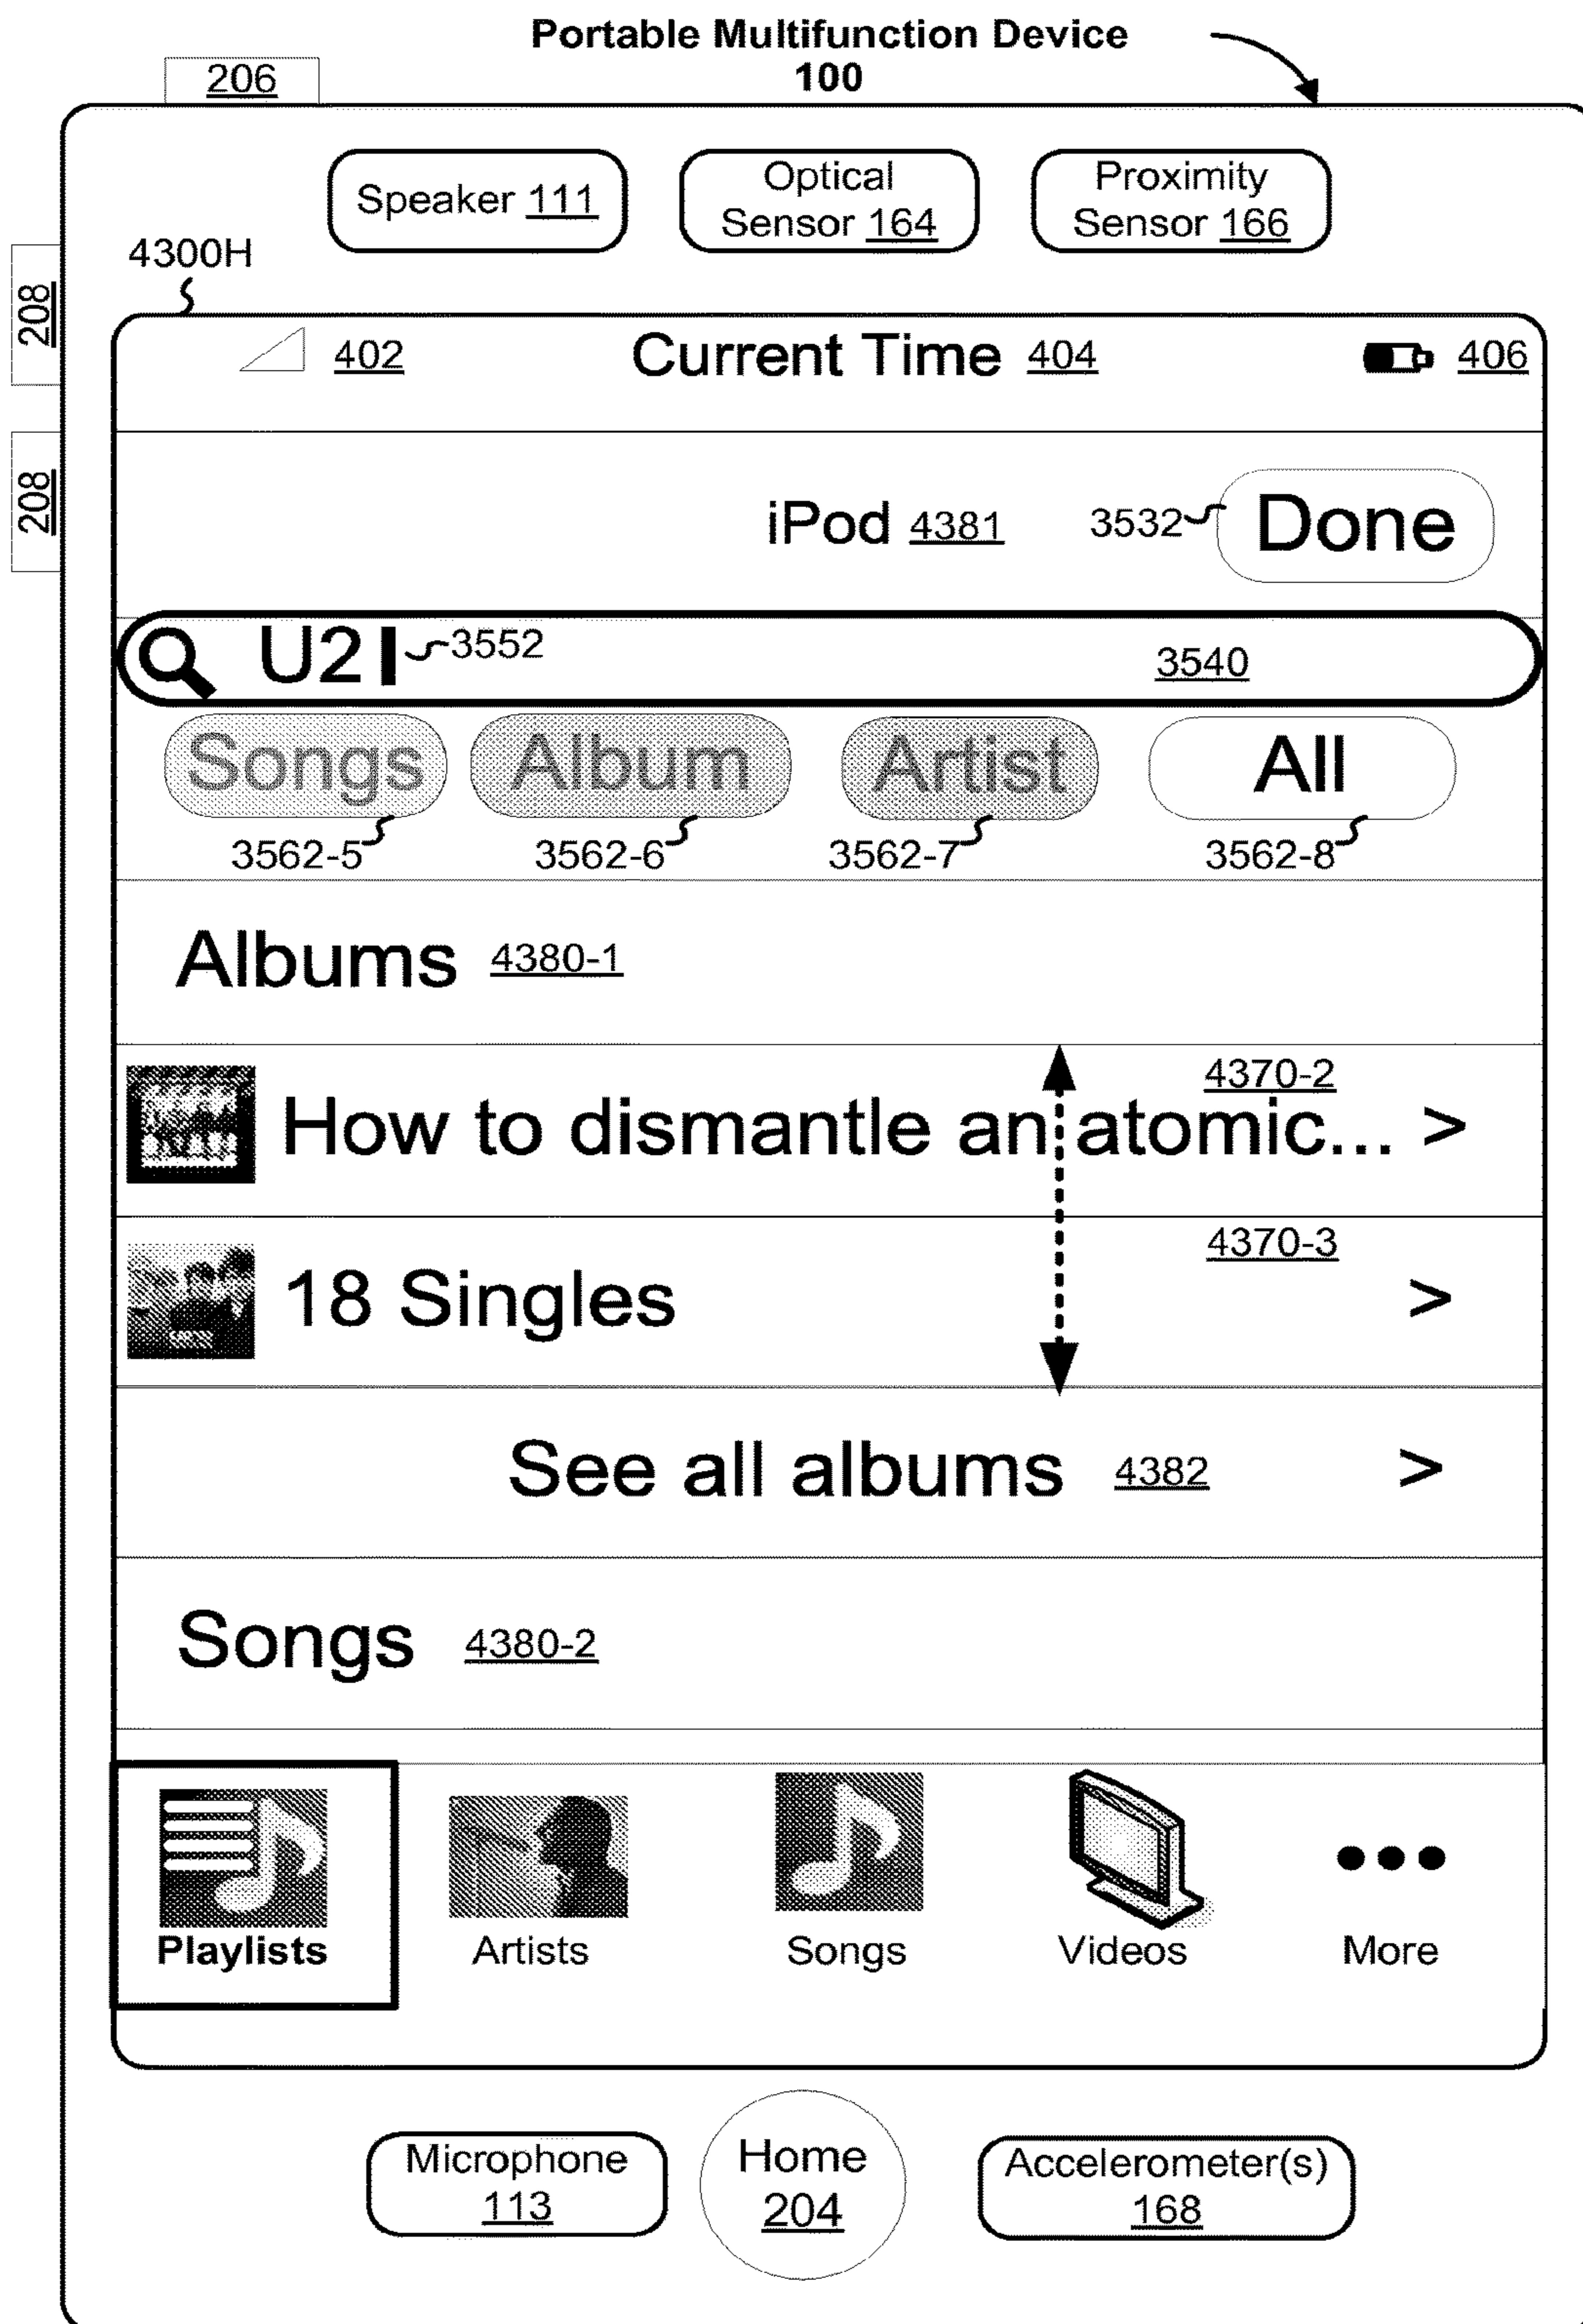 Portable Multifunction Device
100
206
Speaker 111
Optical
Sensor 164
Proximity
Sensor 166
4300H
208
208
402
Current Time 404
406
iPod 4381
3532
Done
U2
3552
3540
Songs
Album
Artist
All
3562-5
3562-6
3562-7
3562-8
Albums 4380-1
4370-2
How to dismantle an atomic... >
4370-3
18 Singles >
See all albums 4382 >
Songs 4380-2
Playlists
Artists
Songs
Videos
More
Microphone
113
Home
204
Accelerometer(s)
168